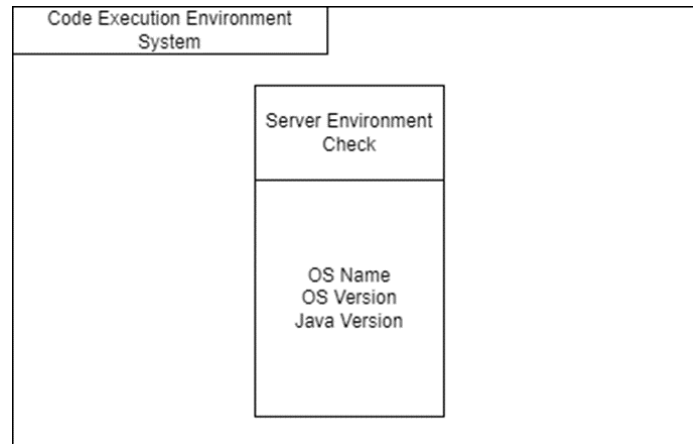 Code Execution Environment
System
Server Environment
Check
OS Name
OS Version
Java Version